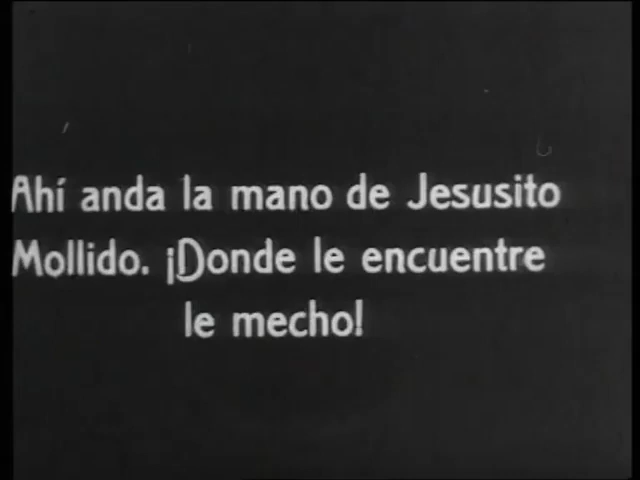 Ahí anda la mano de Jesusito
Mollido. ¡Donde le encuentre
le mecho!